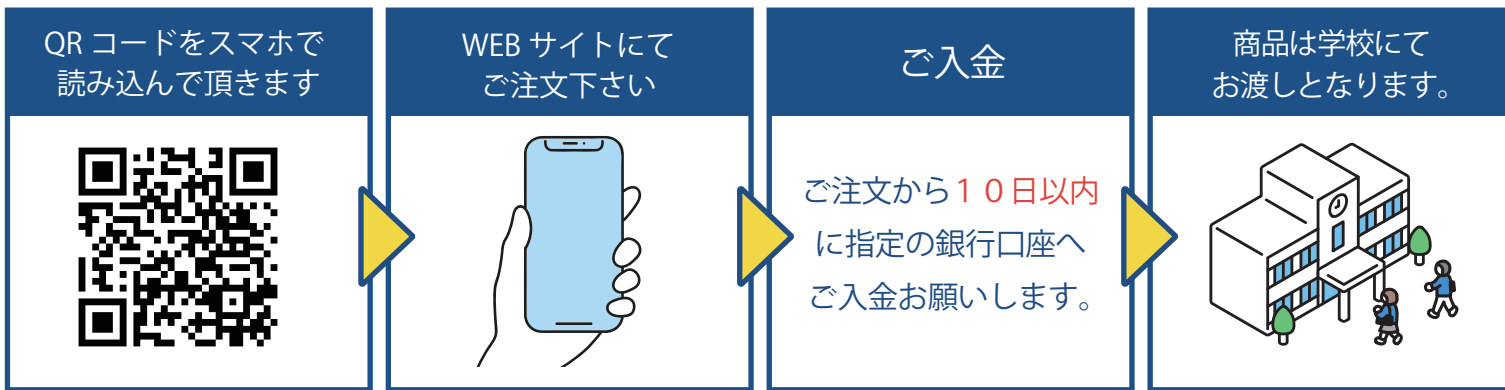 QR コードをスマホで
読み込んで頂きます
WEB サイトにて
ご注文下さい
ご入金
ご注文から１０日以内
に指定の銀行口座へ
ご入金お願いします。
商品は学校にて
お渡しとなります。